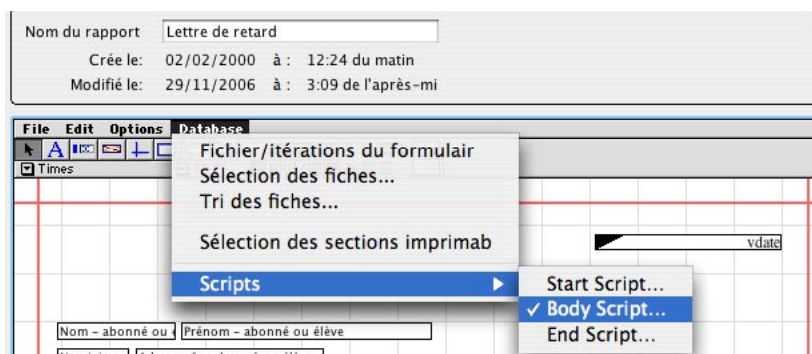 Nom du rapport Lettre de retard
Crée le: 02/02/2000 à : 12:24 du matin
Modifié le: 29/11/2006 à : 3:09 de l'après-mi
File Edit Options Database
A
Times
Fichier/itérations du formulair
Sélection des fiches...
Tri des fiches...
Sélection des sections imprimab
vdate
Scripts
Start Script...
✓ Body Script...
End Script...
Nom - abonné ou Prénom - abonné ou élève